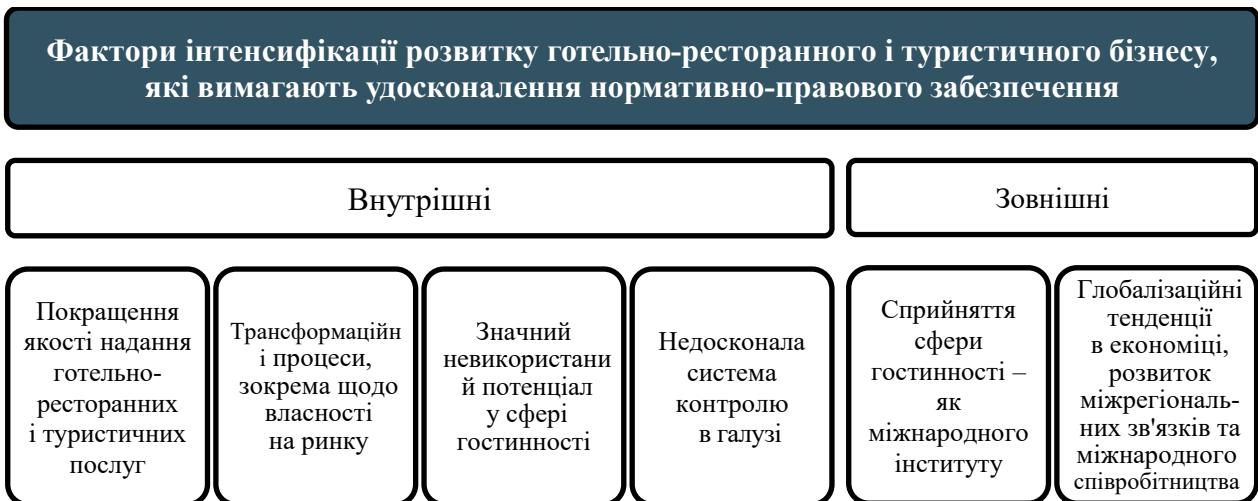 Фактори інтенсифікації розвитку готельно-ресторанного і туристичного бізнесу,
які вимагають удосконалення нормативно-правового забезпечення
Внутрішні
Зовнішні
Покращення
якості надання
готельно-
ресторанних
і туристичних
послуг
Трансформаційн
і процеси,
зокрема щодо
власності
на ринку
Значний
невикористани
й потенціал
у сфері
гостинності
Недосконала
система
контролю
в галузі
Сприйняття
сфери
гостинності –
як
міжнародного
інституту
Глобалізаційні
тенденції
в економіці,
розвиток
міжрегіональ-
них зв'язків та
міжнародного
співробітництва